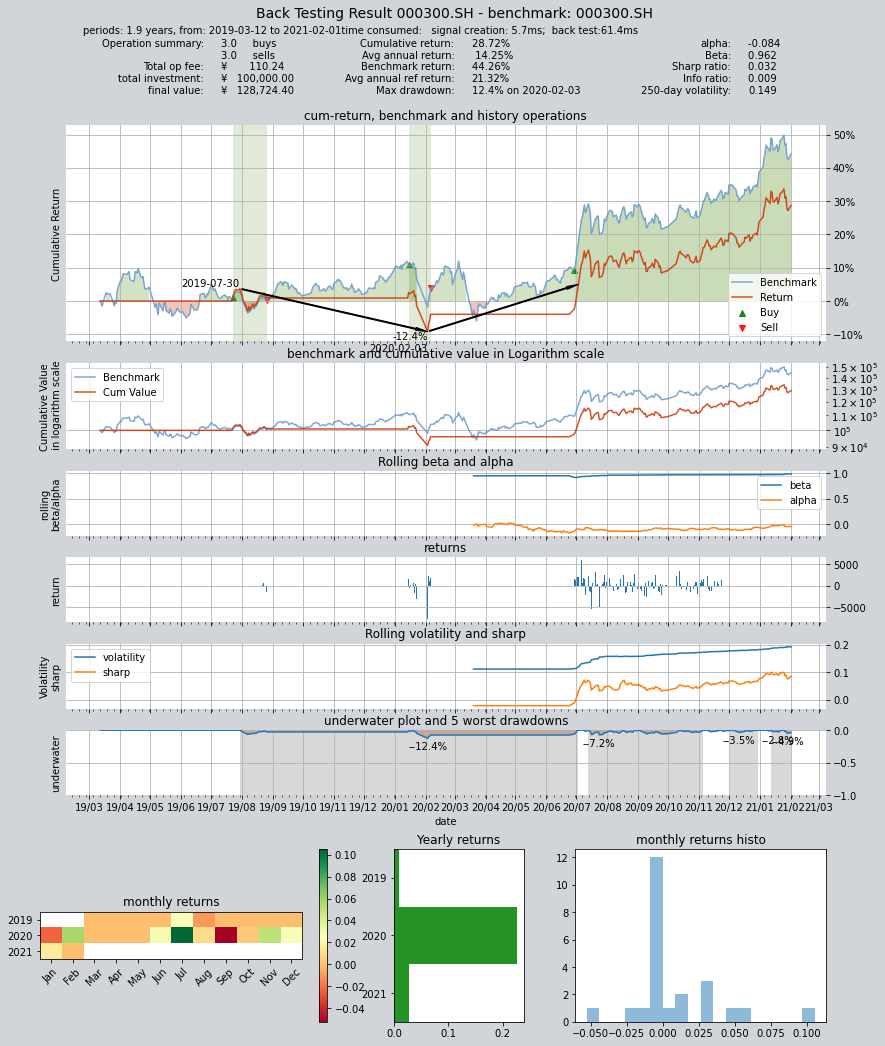 Back Testing Result 000300.SH - benchmark: 000300.SH
periods: 1.9 years, from: 2019-03-12 to 2021-02-01time consumed:   signal creation: 5.7ms;  back test:61.4ms
Operation summary: 3.0 buys Cumulative return: 28.72% alpha: -0.084
3.0 sells Avg annual return: 14.25% Beta: 0.962
Total op fee: ¥ 110.24 Benchmark return: 44.26% Sharp ratio: 0.032
total investment: ¥ 100,000.00 Avg annual ref return: 21.32% Info ratio: 0.009
final value: ¥ 128,724.40 Max drawdown: 12.4% on 2020-02-03 250-day volatility: 0.149
cum-return, benchmark and history operations
Cumulative Return
50%
40%
30%
20%
10%
0%
−10%
2019-07-30
-12.4%
2020-02-03
Benchmark
Return
Buy
Sell
benchmark and cumulative value in Logarithm scale
Cumulative Value
in logarithm scale
Benchmark
Cum Value
1.5 × 10⁵
1.4 × 10⁵
1.3 × 10⁵
1.2 × 10⁵
1.1 × 10⁵
10⁵
9 × 10⁴
Rolling beta and alpha
rolling
beta/alpha
beta
alpha
1.0
0.5
0.0
returns
return
5000
0
−5000
Rolling volatility and sharp
Volatility
sharp
volatility
sharp
0.2
0.1
0.0
underwater plot and 5 worst drawdowns
underwater
−12.4%
−7.2%
−3.5%
−2.8%
−4.9%
0.0
−0.5
−1.0
19/03 19/04 19/05 19/06 19/07 19/08 19/09 19/10 19/11 19/12 20/01 20/02 20/03 20/04 20/05 20/06 20/07 20/08 20/09 20/10 20/11 20/12 21/01 21/02 21/03
date
monthly returns
2019
2020
2021
Jan Feb Mar Apr May Jun Jul Aug Sep Oct Nov Dec
0.10
0.08
0.06
0.04
0.02
0.00
−0.02
−0.04
Yearly returns
2019
2020
2021
0.0 0.1 0.2
monthly returns histo
12
10
8
6
4
2
0
−0.050 −0.025 0.000 0.025 0.050 0.075 0.100